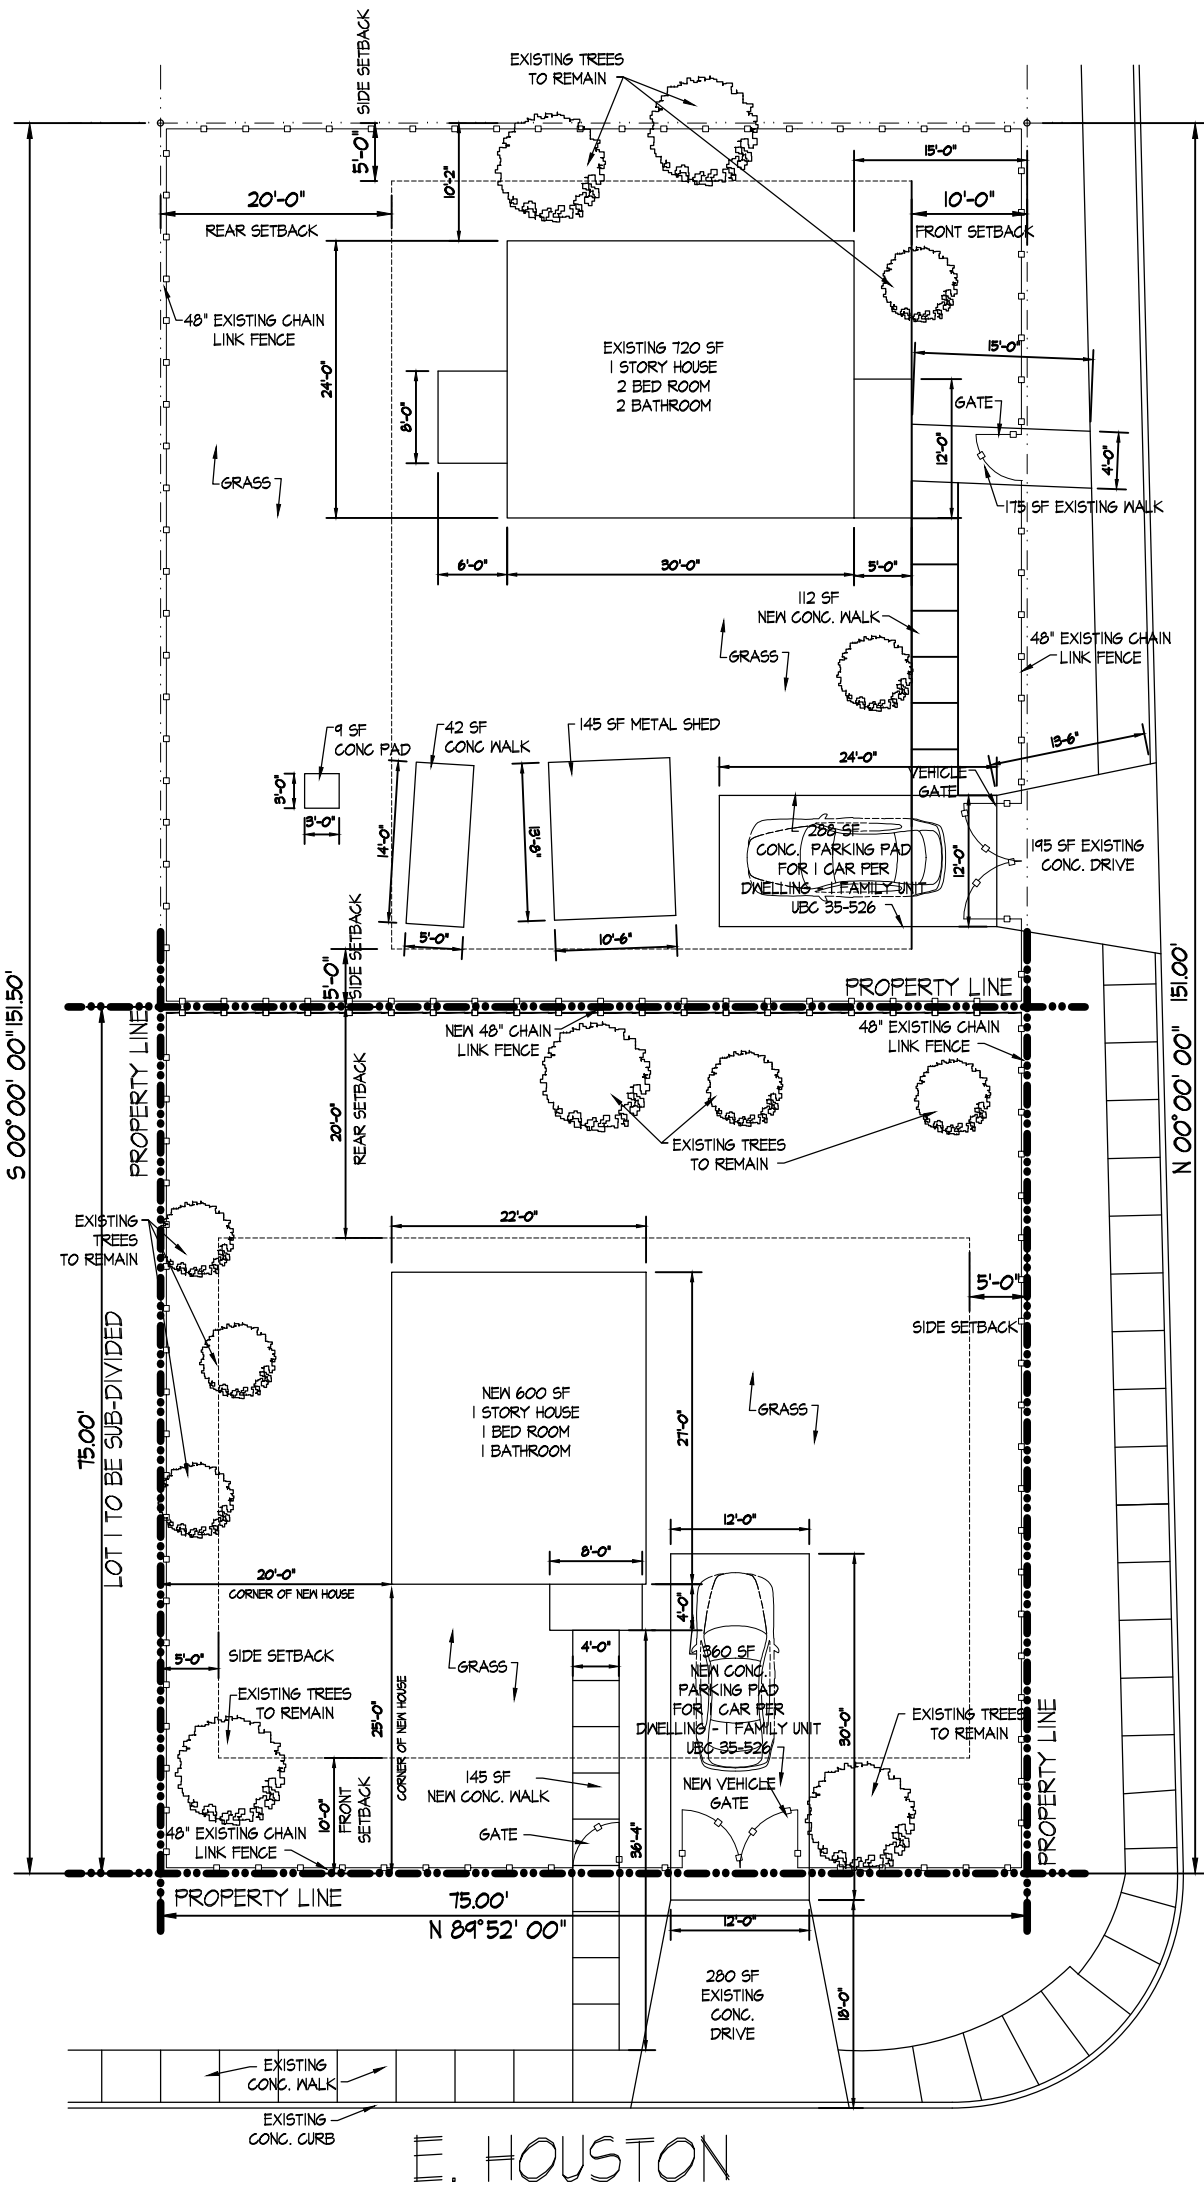 SIDE SETBACK
5'-0"
EXISTING TREES
TO REMAIN
10'-2"
15'-0"
20'-0"
REAR SETBACK
10'-0"
FRONT SETBACK
48" EXISTING CHAIN
LINK FENCE
24'-0"
EXISTING 720 SF
1 STORY HOUSE
2 BED ROOM
2 BATHROOM
15'-0"
GATE
8'-0"
12'-0"
4'-0"
GRASS
175 SF EXISTING WALK
6'-0"
30'-0"
5'-0"
112 SF
NEW CONC. WALK
GRASS
48" EXISTING CHAIN
LINK FENCE
9 SF
CONC PAD
42 SF
CONC WALK
145 SF METAL SHED
13'-6"
24'-0"
VEHICLE
GATE
3'-0"
3'-0"
14'-0"
13'-8"
288 SF
CONC. PARKING PAD
FOR 1 CAR PER
DWELLING - 1 FAMILY UNIT
UBC 35-526
12'-0"
195 SF EXISTING
CONC. DRIVE
5'-0"
10'-6"
5'-0"
SIDE SETBACK
S 00°00' 00" 151.50'
N 00°00' 00" 151.00'
PROPERTY LINE
PROPERTY LINE
NEW 48" CHAIN
LINK FENCE
48" EXISTING CHAIN
LINK FENCE
20'-0"
REAR SETBACK
EXISTING TREES
TO REMAIN
EXISTING
TREES
TO REMAIN
22'-0"
5'-0"
SIDE SETBACK
75.00'
LOT 1 TO BE SUB-DIVIDED
NEW 600 SF
1 STORY HOUSE
1 BED ROOM
1 BATHROOM
27'-0"
GRASS
12'-0"
8'-0"
20'-0"
CORNER OF NEW HOUSE
4'-0"
4'-0"
5'-0"
SIDE SETBACK
GRASS
25'-0"
CORNER OF NEW HOUSE
360 SF
NEW CONC.
PARKING PAD
FOR 1 CAR PER
DWELLING - 1 FAMILY UNIT
UBC 35-526
30'-0"
EXISTING TREES
TO REMAIN
EXISTING TREES
TO REMAIN
PROPERTY LINE
145 SF
NEW CONC. WALK
NEW VEHICLE
GATE
10'-0"
FRONT
SETBACK
48" EXISTING CHAIN
LINK FENCE
GATE
36'-4"
PROPERTY LINE
75.00'
N 89°52' 00"
12'-0"
280 SF
EXISTING
CONC.
DRIVE
18'-0"
EXISTING
CONC. WALK
EXISTING
CONC. CURB
E. HOUSTON